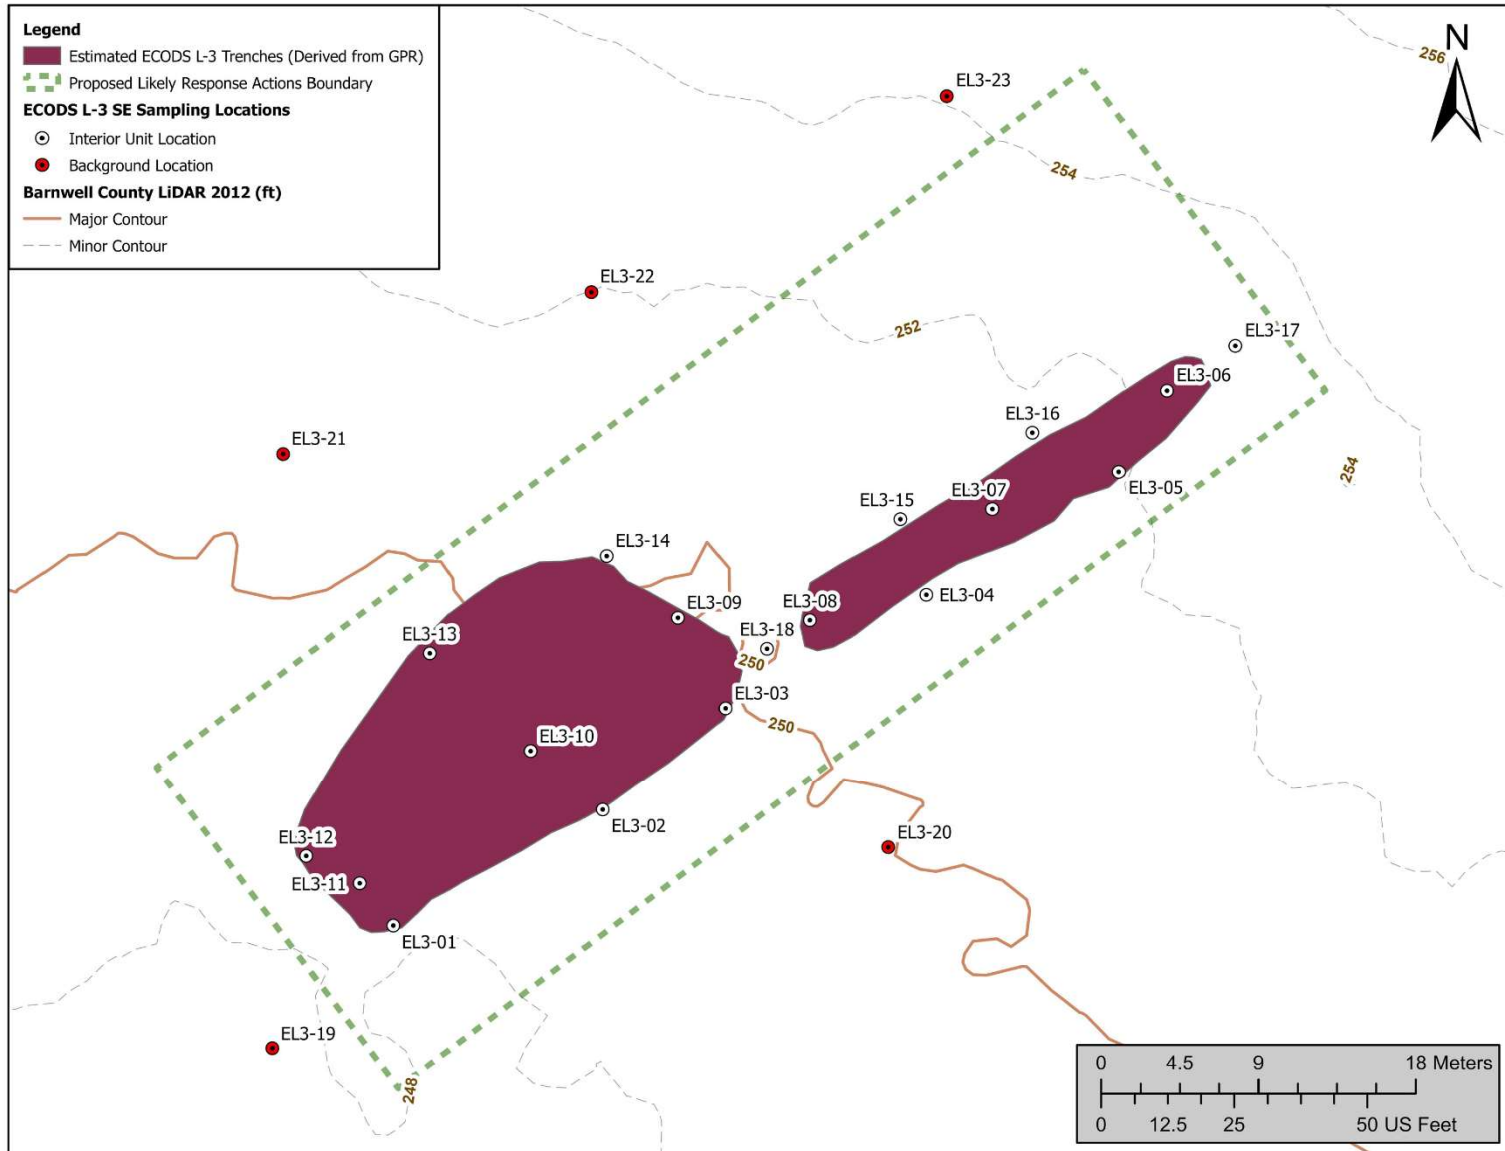 Legend
Estimated ECODS L-3 Trenches (Derived from GPR)
Proposed Likely Response Actions Boundary
ECODS L-3 SE Sampling Locations
Interior Unit Location
Background Location
Barnwell County LiDAR 2012 (ft)
Major Contour
Minor Contour
N
256
EL3-23
254
EL3-22
252
EL3-17
EL3-06
EL3-16
EL3-21
254
EL3-05
EL3-07
EL3-15
EL3-14
EL3-04
EL3-09
EL3-08
EL3-18
EL3-13
250
EL3-03
250
EL3-10
EL3-02
EL3-20
EL3-12
EL3-11
EL3-01
EL3-19
248
0 4.5 9 18 Meters
0 12.5 25 50 US Feet